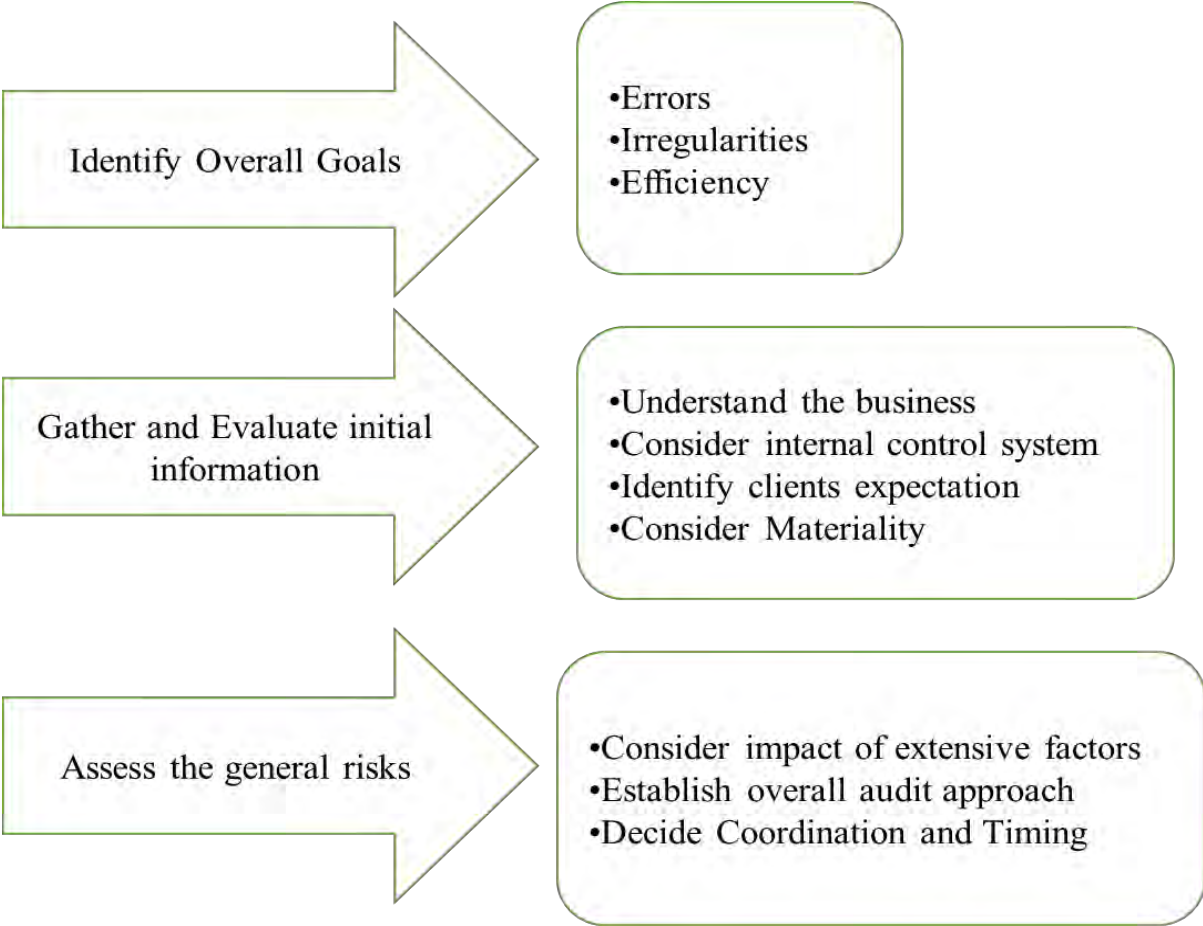 Identify Overall Goals
•Errors
•Irregularities
•Efficiency
Gather and Evaluate initial
information
•Understand the business
•Consider internal control system
•Identify clients expectation
•Consider Materiality
Assess the general risks
•Consider impact of extensive factors
•Establish overall audit approach
•Decide Coordination and Timing